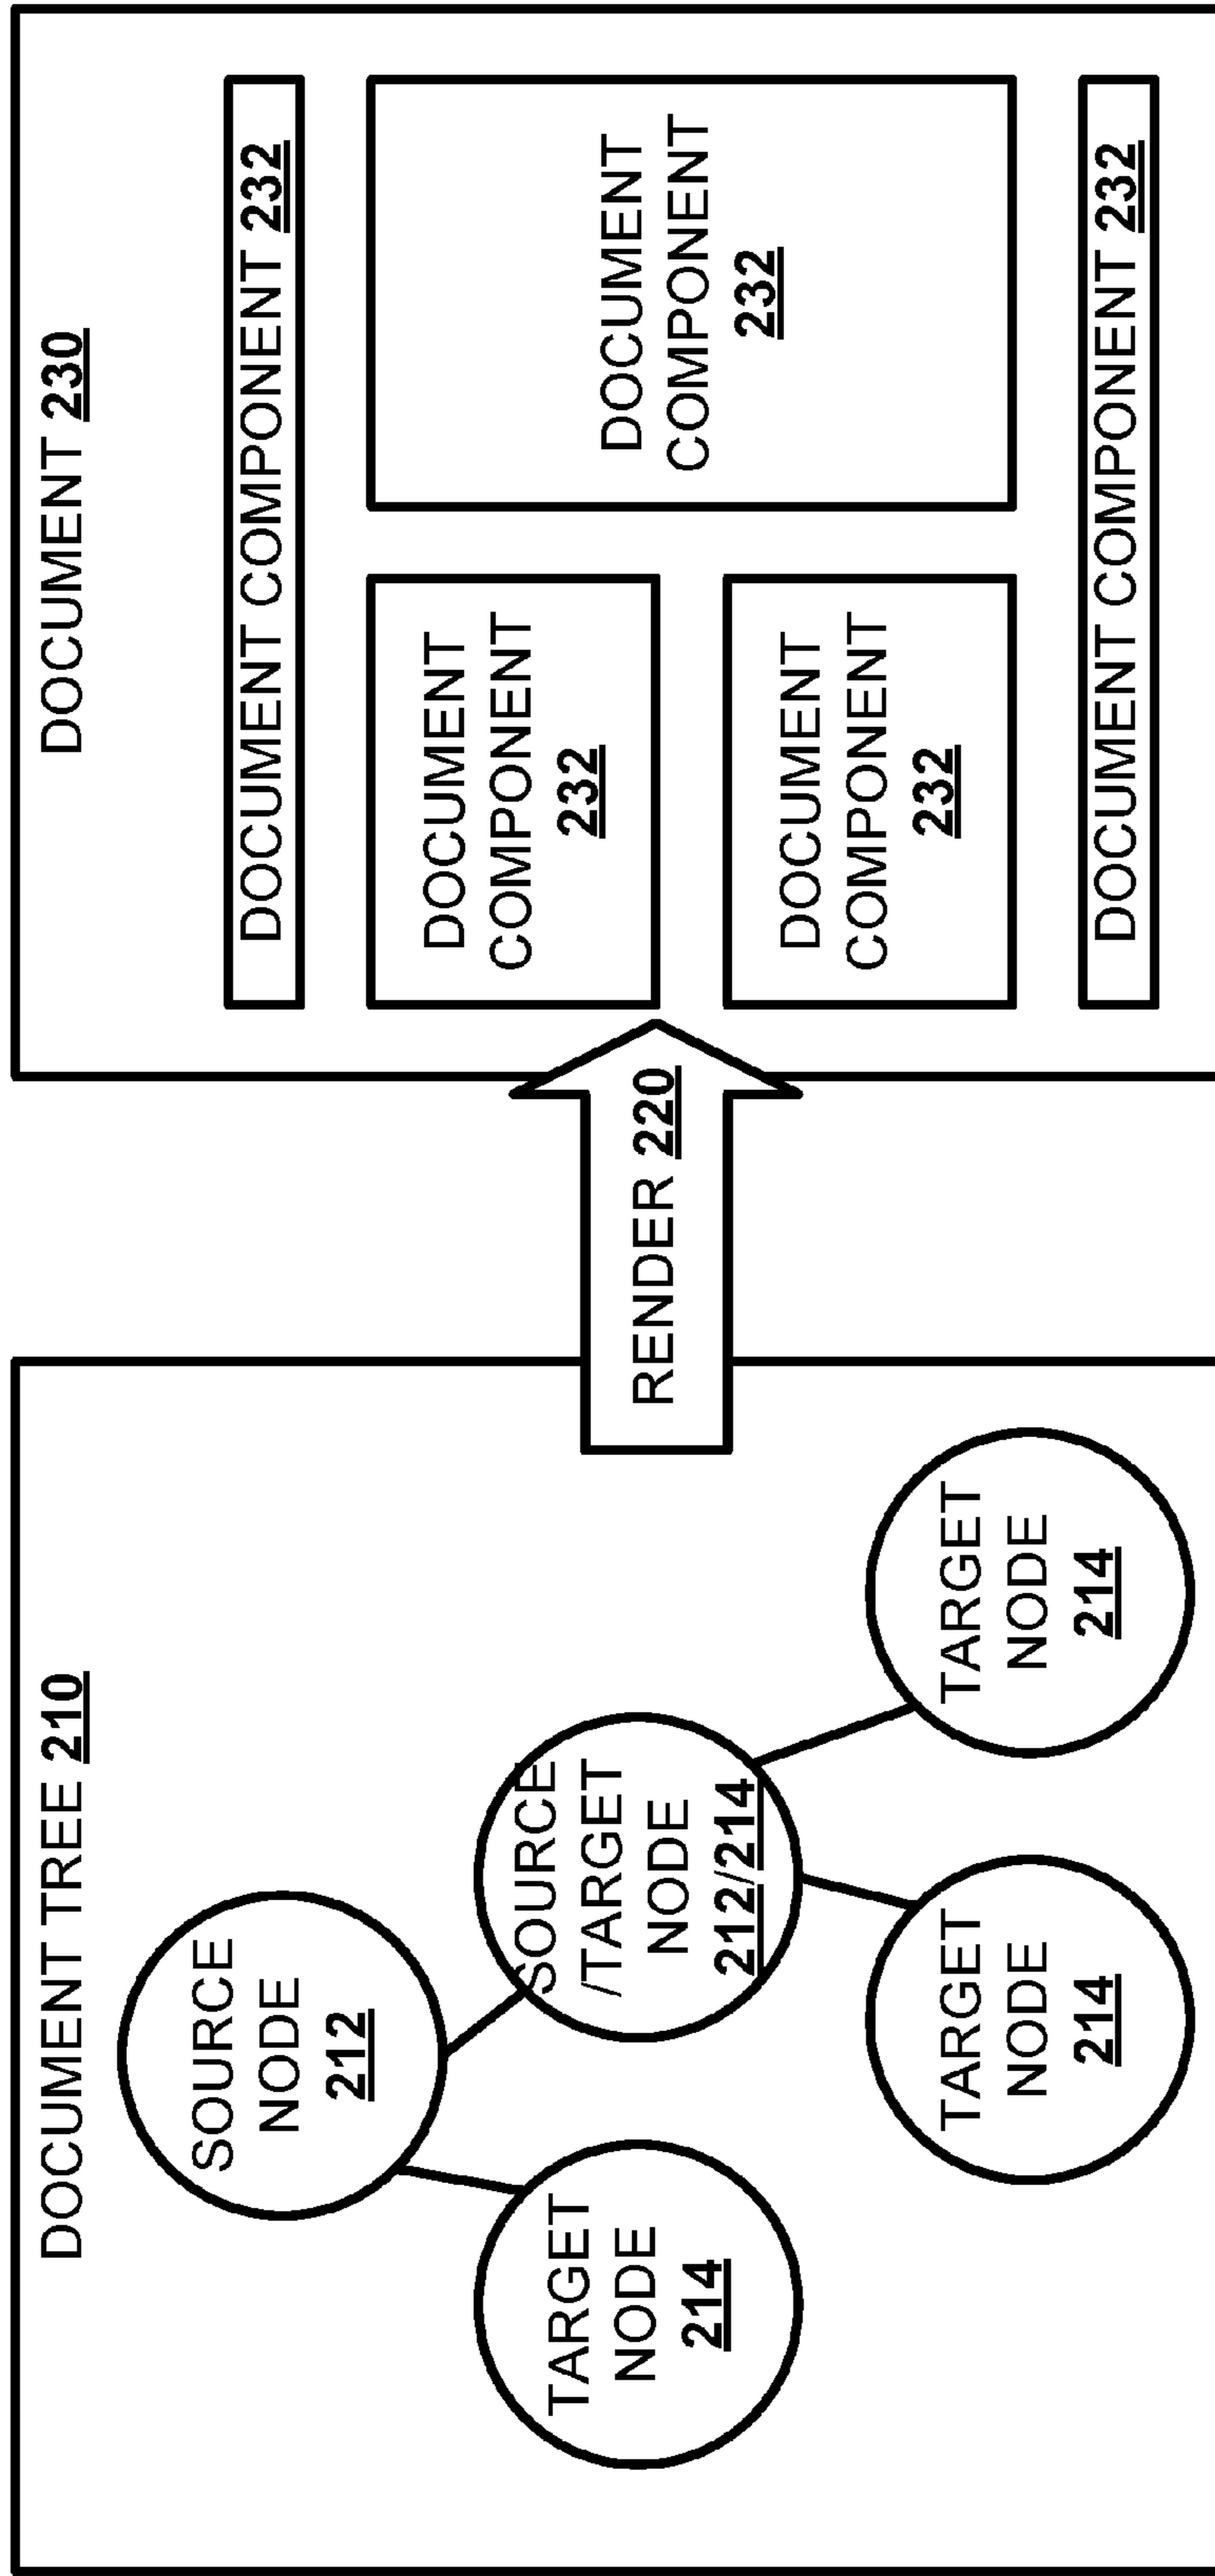 DOCUMENT TREE 210
SOURCE
NODE
212
TARGET
NODE
214
SOURCE
/TARGET
NODE
212/214
TARGET
NODE
214
TARGET
NODE
214
RENDER 220
DOCUMENT 230
DOCUMENT COMPONENT 232
DOCUMENT
COMPONENT
232
DOCUMENT
COMPONENT
232
DOCUMENT
COMPONENT
232
DOCUMENT COMPONENT 232